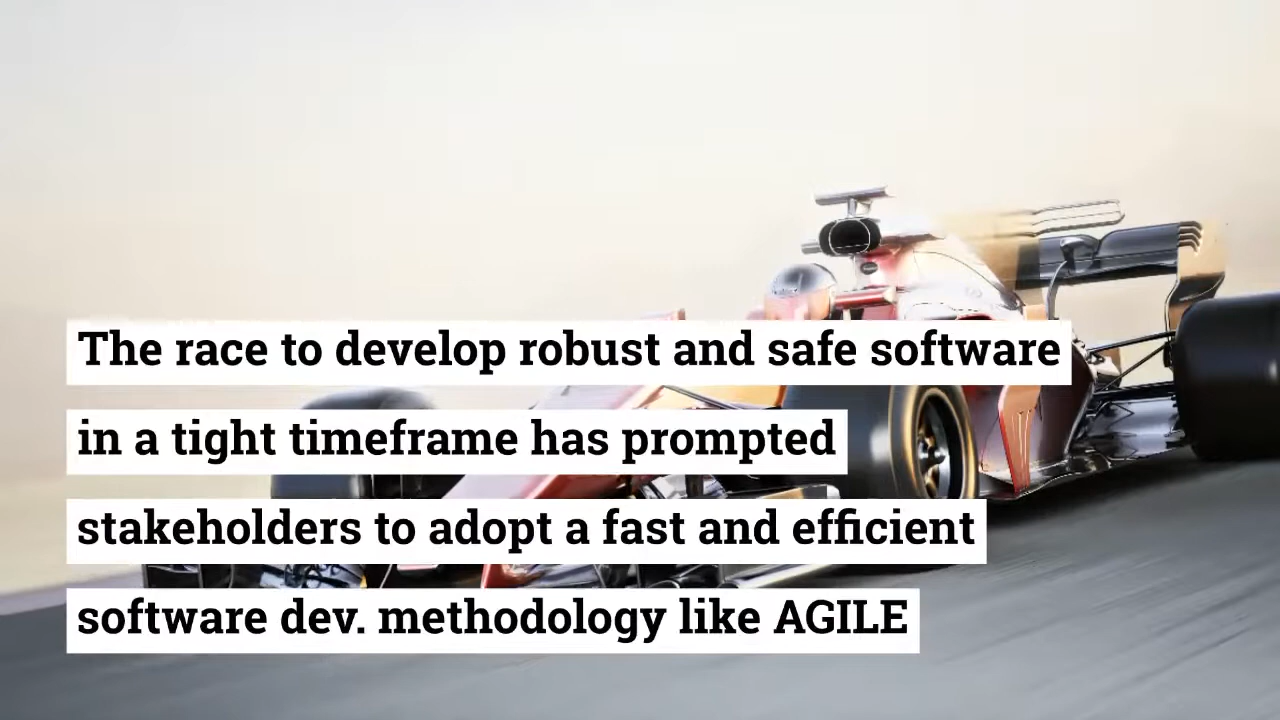 The race to develop robust and safe software
in a tight timeframe has prompted
stakeholders to adopt a fast and efficient
software dev. methodology like AGILE